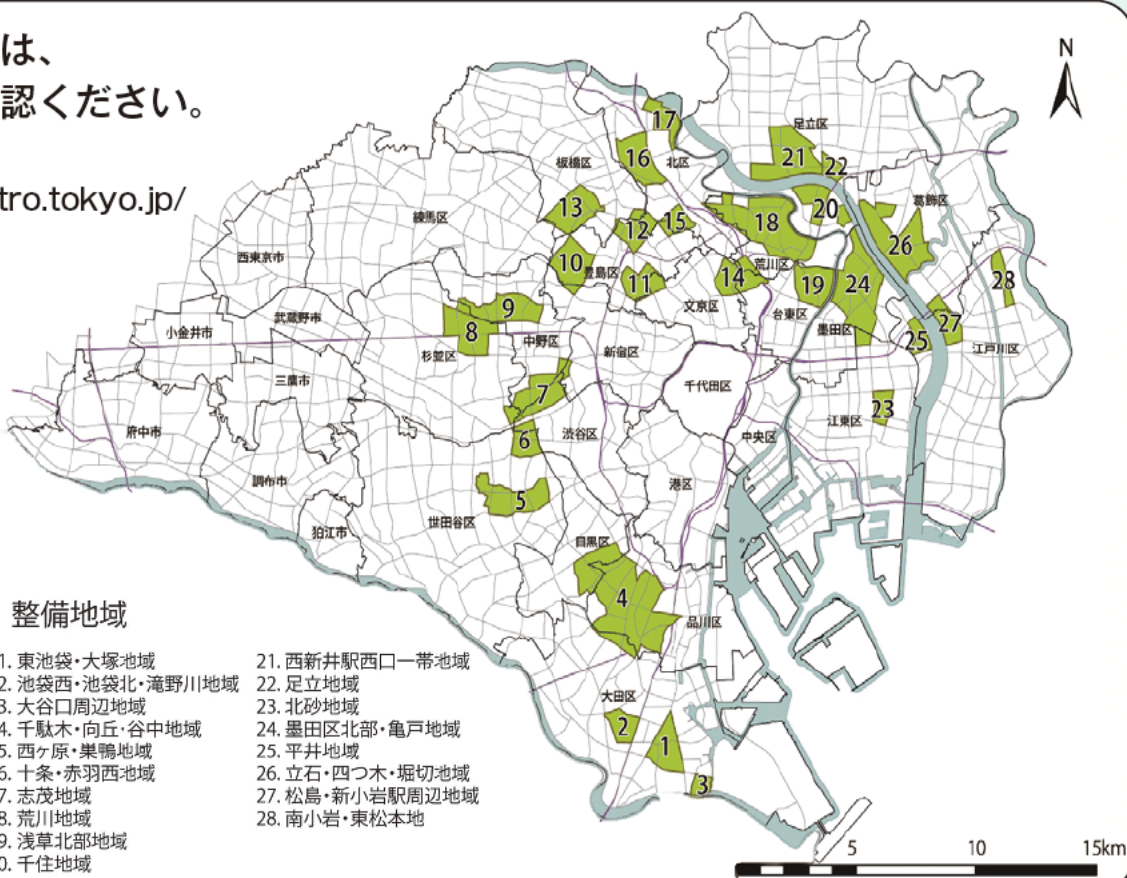 は、
認ください。
tro.tokyo.jp/
N
足立区
17
21
22
16
北区
板橋区
13
練馬区
12
15
18
20
葛飾区
26
西東京市
10
豊島区
11
14
荒川区
19
24
28
文京区
台東区
墨田区
9
8
武蔵野市
小金井市
中野区
杉並区
新宿区
25
27
江戸川区
三鷹市
7
千代田区
23
江東区
府中市
6
渋谷区
中央区
調布市
5
港区
世田谷区
狛江市
目黒区
4
品川区
整備地域
1. 東池袋・大塚地域
2. 池袋西・池袋北・滝野川地域
3. 大谷口周辺地域
4. 千駄木・向丘・谷中地域
5. 西ヶ原・巣鴨地域
6. 十条・赤羽西地域
7. 志茂地域
8. 荒川地域
9. 浅草北部地域
0. 千住地域
21. 西新井駅西口一帯地域
22. 足立地域
23. 北砂地域
24. 墨田区北部・亀戸地域
25. 平井地域
26. 立石・四つ木・堀切地域
27. 松島・新小岩駅周辺地域
28. 南小岩・東松本地
大田区
2
1
3
5
10
15km